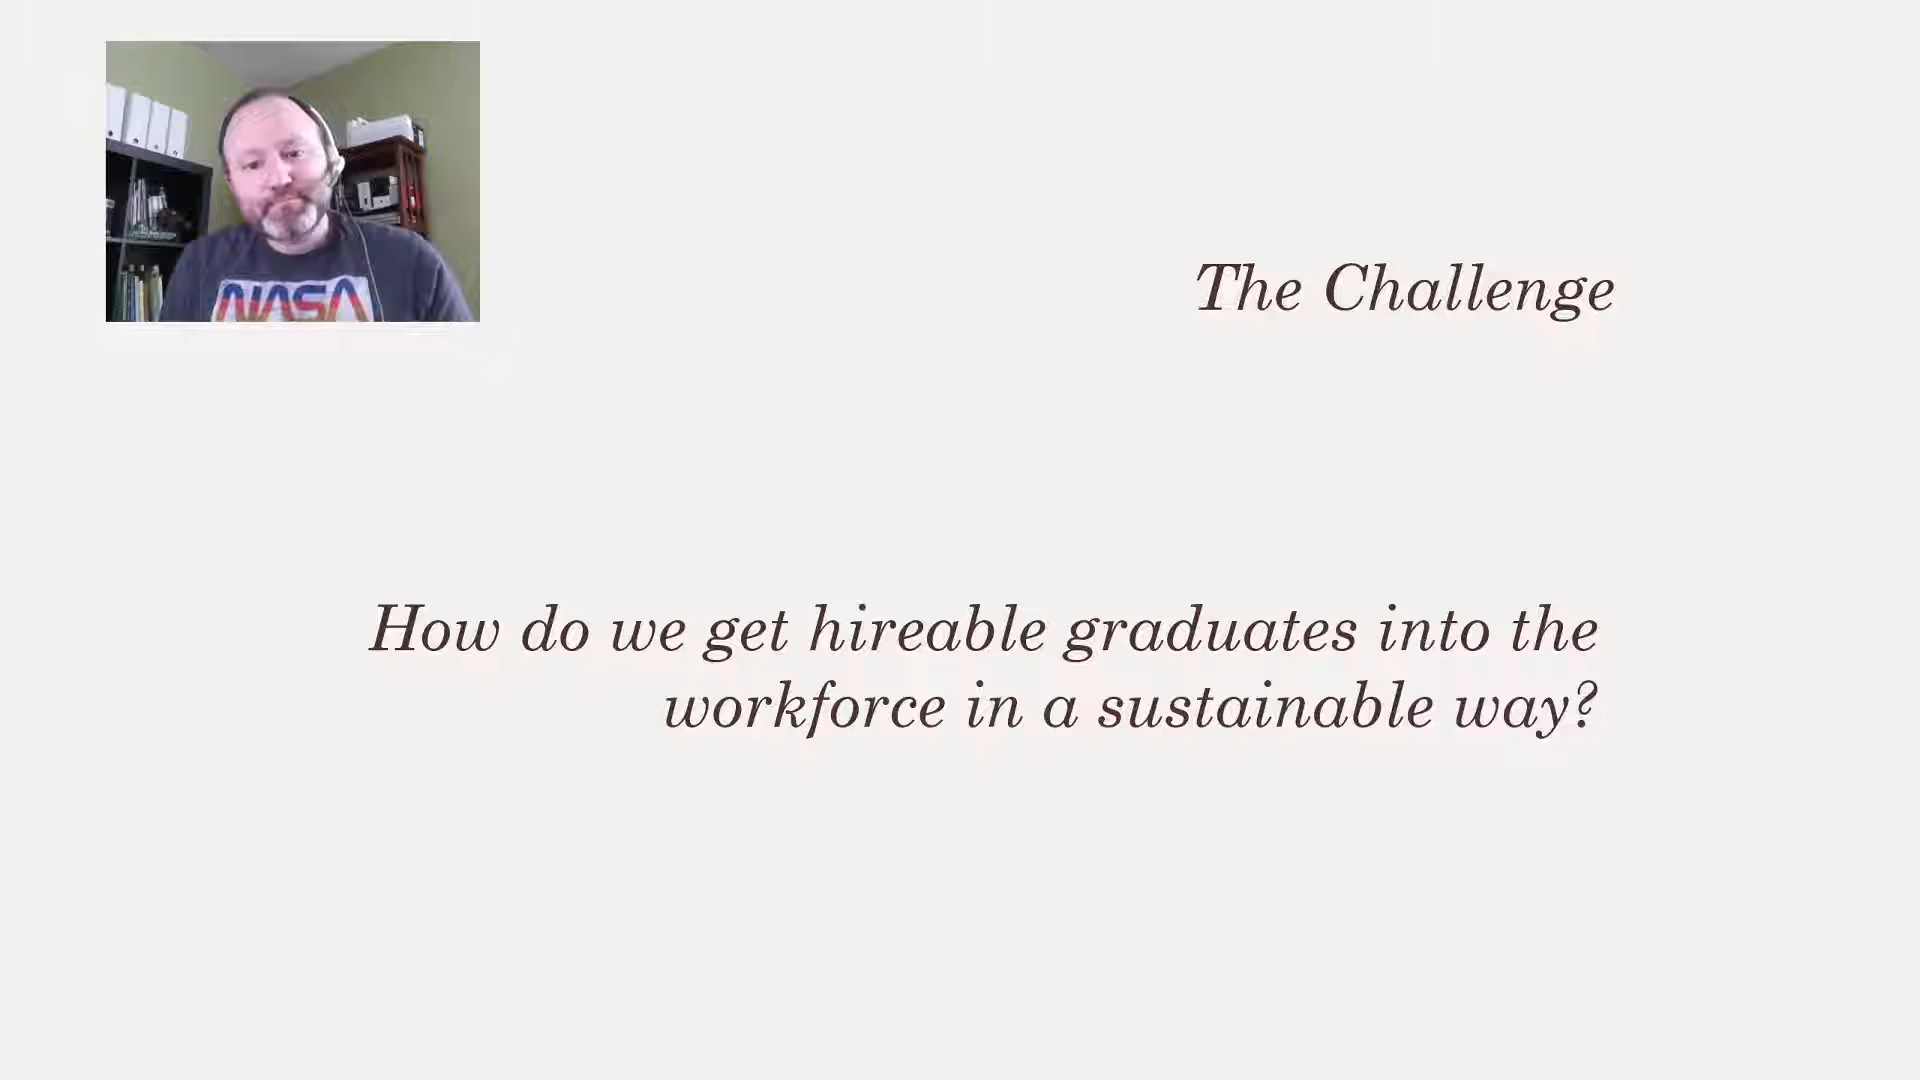 NASA
The Challenge
How do we get hireable graduates into the
workforce in a sustainable way?